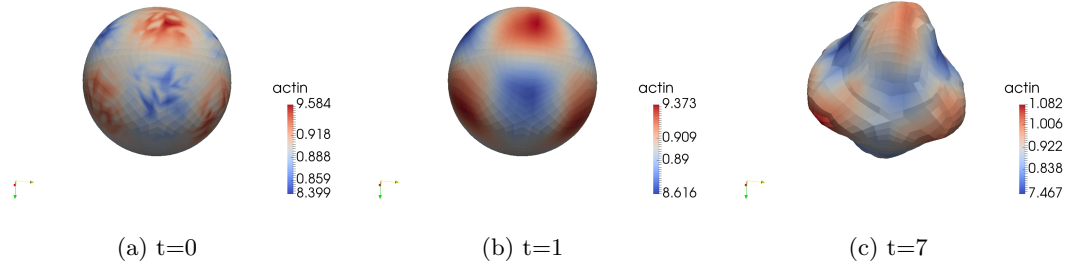 actin
9.584
0.918
0.888
0.859
8.399
actin
9.373
0.909
0.89
8.616
actin
1.082
1.006
0.922
0.838
7.467
(a) t=0
(b) t=1
(c) t=7